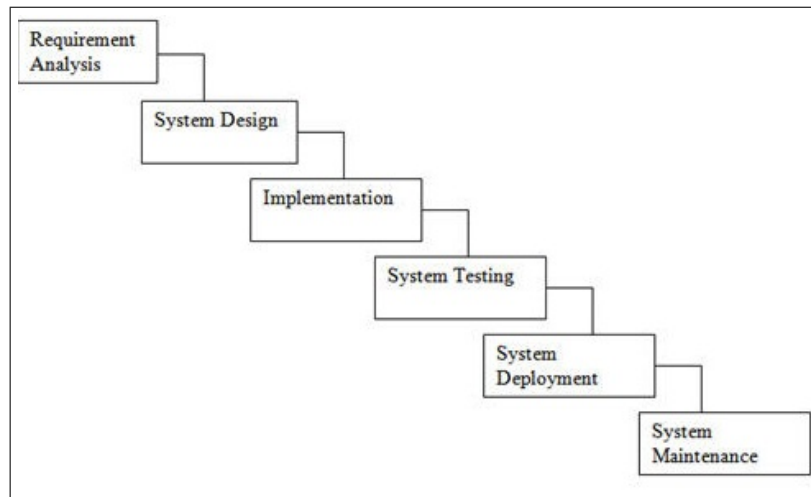 Requirement
Analysis
System Design
Implementation
System Testing
System
Deployment
System
Maintenance